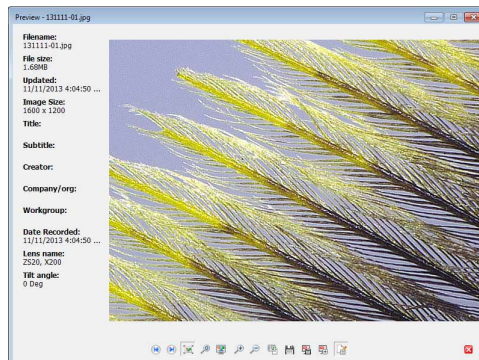 Preview - 131111-01.jpg
Filename:
131111-01.jpg
File size:
1.68MB
Updated:
11/11/2013 4:04:50 ...
Image Size:
1600 x 1200
Title:
Subtitle:
Creator:
Company/org:
Workgroup:
Date Recorded:
11/11/2013 4:04:50 ...
Lens name:
ZS20, X200
Tilt angle:
0 Deg